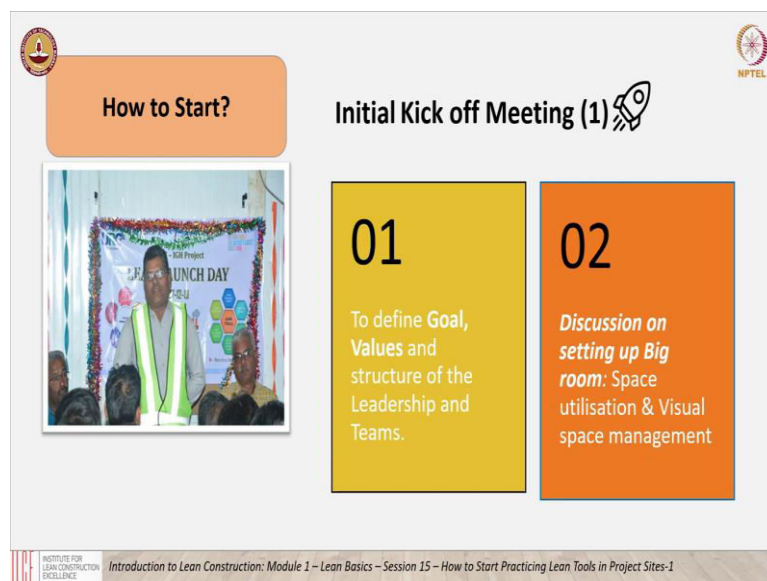 NPTEL
How to Start?
Initial Kick off Meeting (1)
IGH Project
LAUNCH DAY
01
To define Goal,
Values and
structure of the
Leadership and
Teams.
02
Discussion on
setting up Big
room: Space
utilisation & Visual
space management
INSTITUTE FOR
LEAN CONSTRUCTION
EXCELLENCE
Introduction to Lean Construction: Module 1 – Lean Basics – Session 15 – How to Start Practicing Lean Tools in Project Sites-1